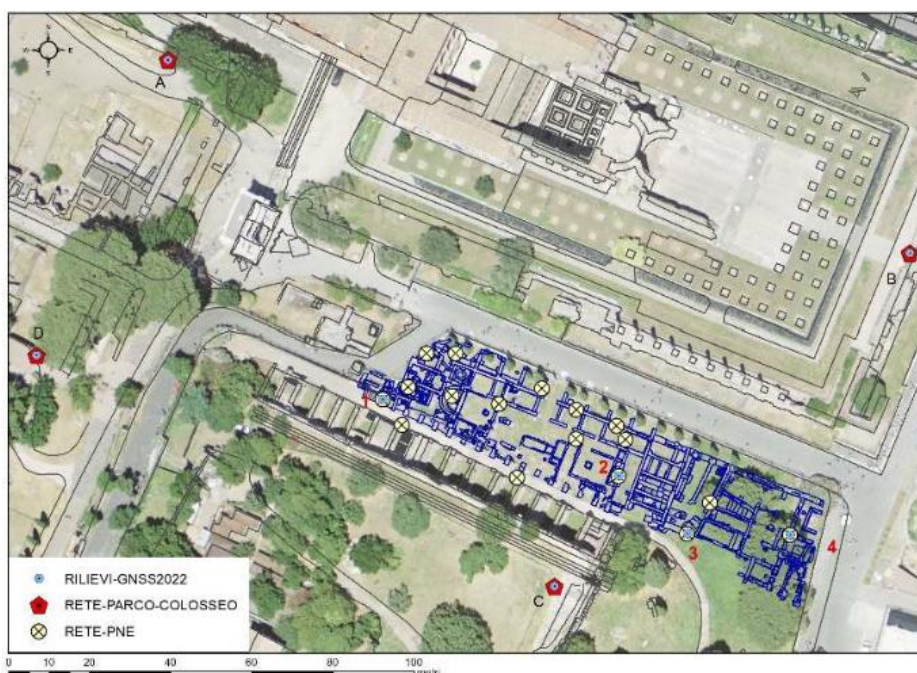 N
W E
S
A
B
D
1
2
3
4
C
RILIEVI-GNSS2022
RETE-PARCO-COLOSSEO
RETE-PNE
0 10 20 40 60 80 100